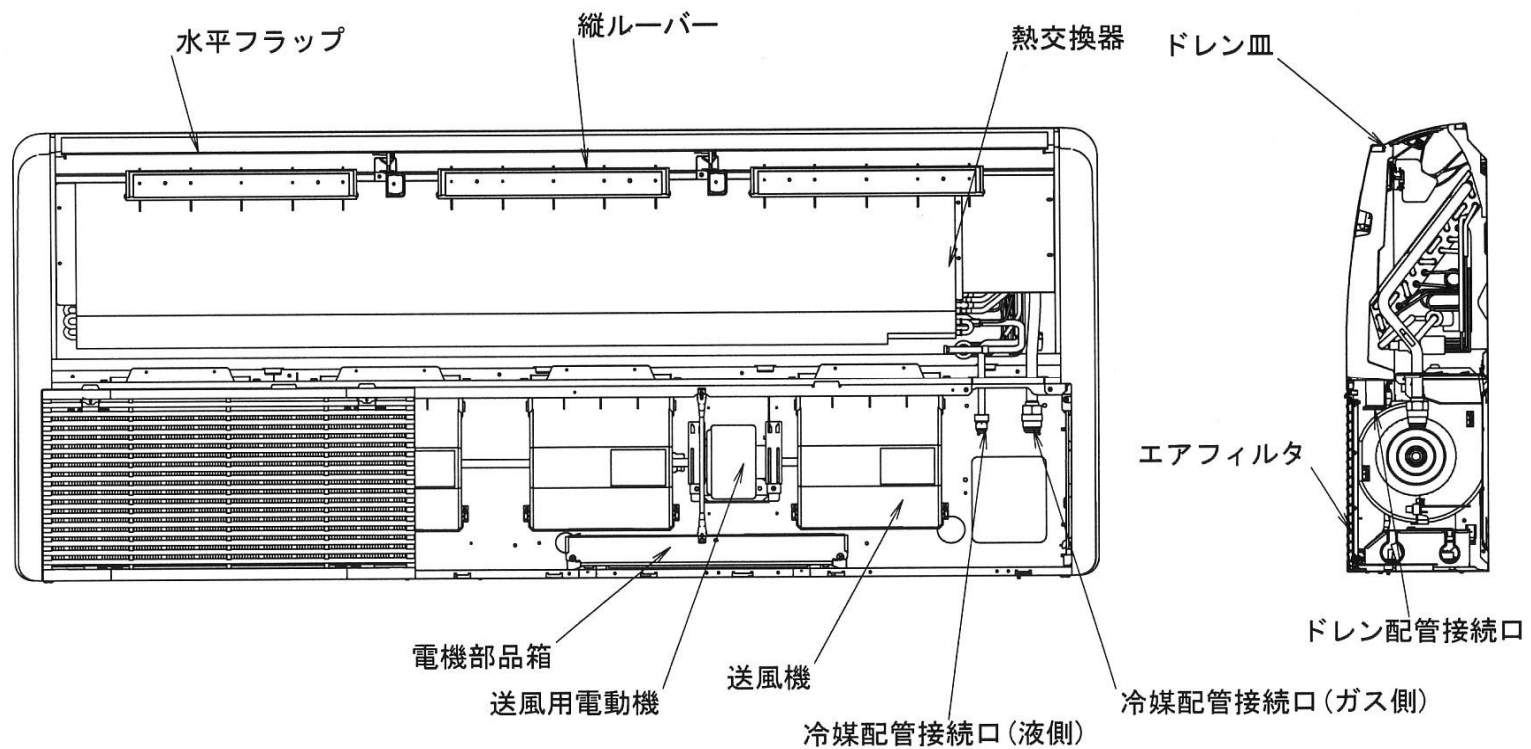 水平フラップ
縦ルーバー
熱交換器
ドレン皿
エアフィルタ
ドレン配管接続口
電機部品箱
送風用電動機
送風機
冷媒配管接続口(液側)
冷媒配管接続口(ガス側)